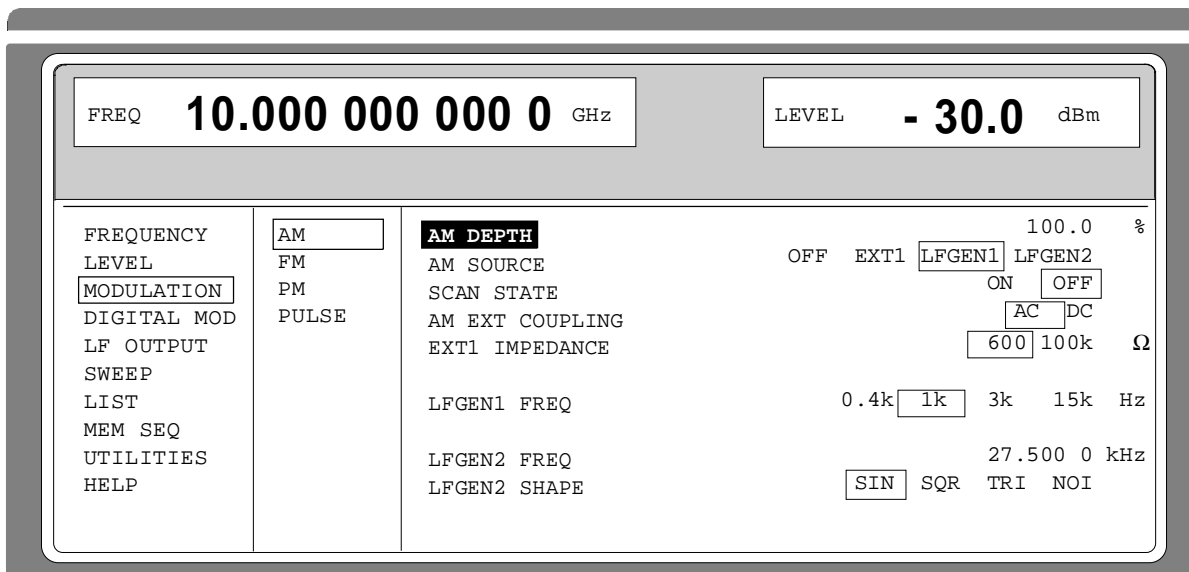 FREQ 10.000 000 000 0 GHz LEVEL - 30.0 dBm
FREQUENCY AM AM DEPTH 100.0 %
LEVEL FM AM SOURCE OFF EXT1 LFGEN1 LFGEN2
MODULATION PM SCAN STATE ON OFF
DIGITAL MOD PULSE AM EXT COUPLING AC DC
LF OUTPUT EXT1 IMPEDANCE 600 100k Ω
SWEEP
LIST LFGEN1 FREQ 0.4k 1k 3k 15k Hz
MEM SEQ
UTILITIES LFGEN2 FREQ 27.500 0 kHz
HELP LFGEN2 SHAPE SIN SQR TRI NOI